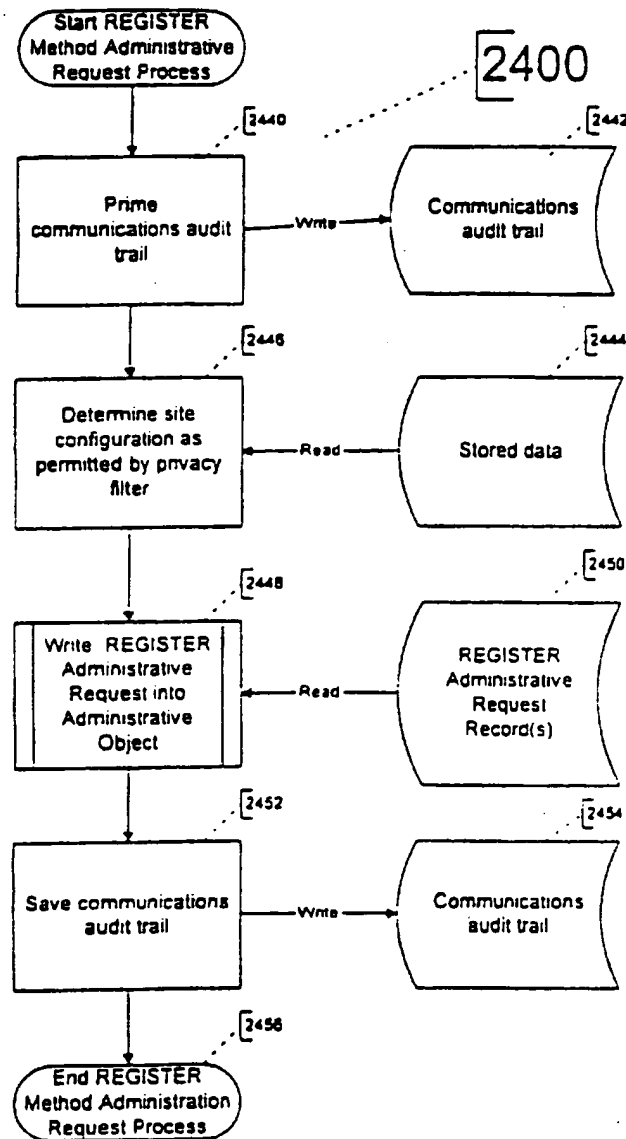 Start REGISTER
Method Administrative
Request Process
2400
2440
2442
Prime
communications audit
trail
Write
Communications
audit trail
2446
2444
Determine site
configuration as
permitted by privacy
filter
Read
Stored data
2448
2450
Write REGISTER
Administrative
Request into
Administrative
Object
Read
REGISTER
Administrative
Request
Record(s)
2452
2454
Save communications
audit trail
Write
Communications
audit trail
2456
End REGISTER
Method Administration
Request Process